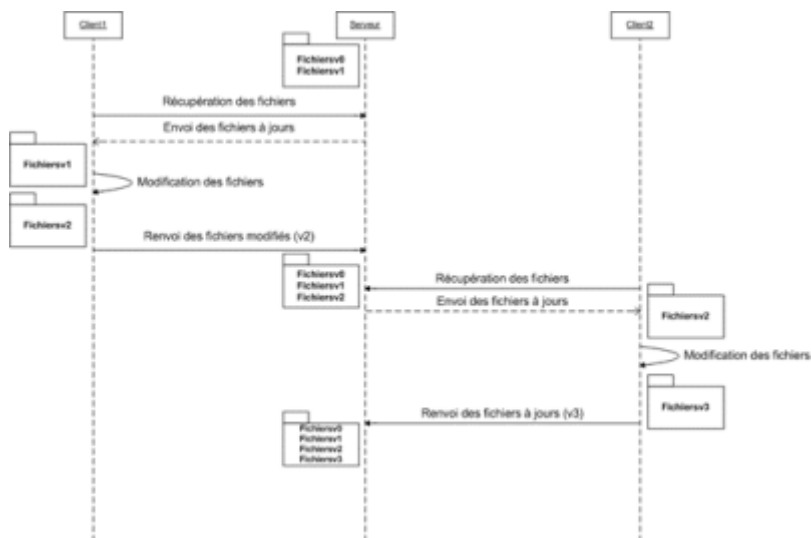 Client1
Serveur
Client2
Fichiersv0
Fichiersv1
Récupération des fichiers
Envoi des fichiers à jours
Fichiersv1
Modification des fichiers
Fichiersv2
Renvoi des fichiers modifiés (v2)
Fichiersv0
Fichiersv1
Fichiersv2
Récupération des fichiers
Envoi des fichiers à jours
Fichiersv2
Modification des fichiers
Fichiersv3
Renvoi des fichiers à jours (v3)
Fichiersv0
Fichiersv1
Fichiersv2
Fichiersv3